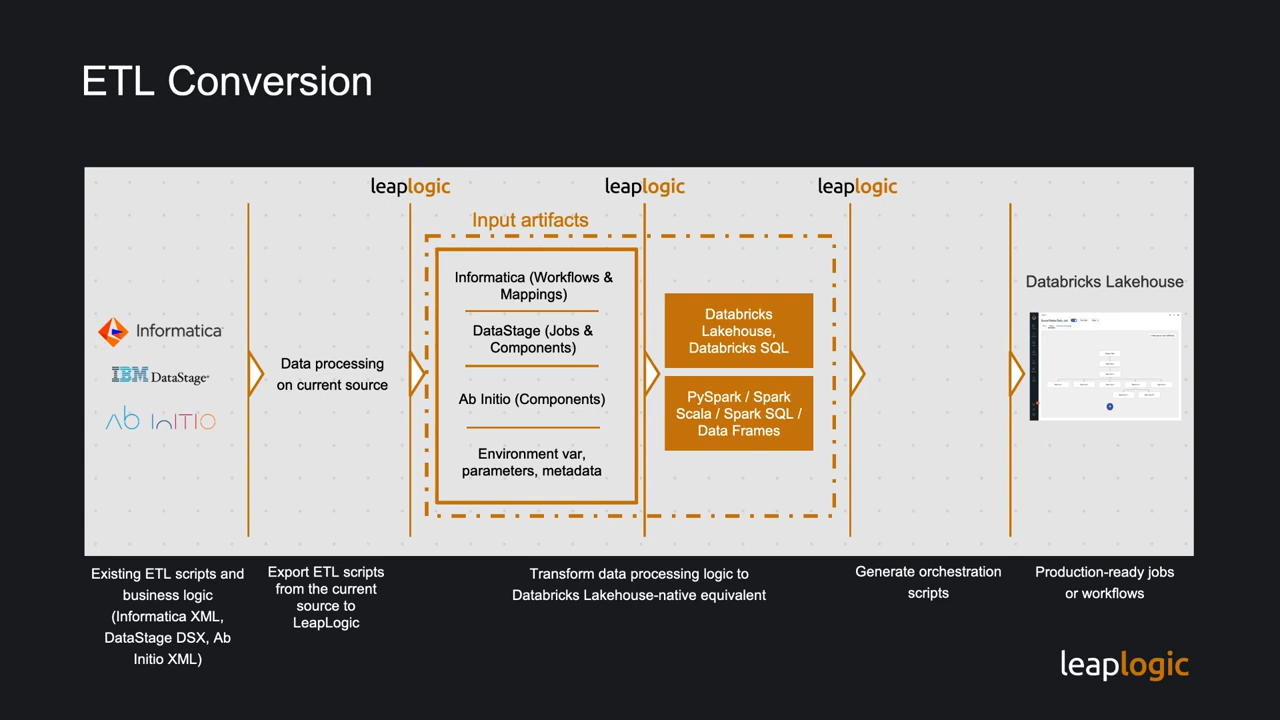 ETL Conversion
leaplogic
leaplogic
leaplogic
Input artifacts
Informatica
IBM DataStage
Ab INITIO
Data processing
on current source
Informatica (Workflows &
Mappings)
DataStage (Jobs &
Components)
Ab Initio (Components)
Environment var,
parameters, metadata
Databricks
Lakehouse,
Databricks SQL
PySpark / Spark
Scala / Spark SQL /
Data Frames
Databricks Lakehouse
Existing ETL scripts and
business logic
(Informatica XML,
DataStage DSX, Ab
Initio XML)
Export ETL scripts
from the current
source to
LeapLogic
Transform data processing logic to
Databricks Lakehouse-native equivalent
Generate orchestration
scripts
Production-ready jobs
or workflows
leaplogic